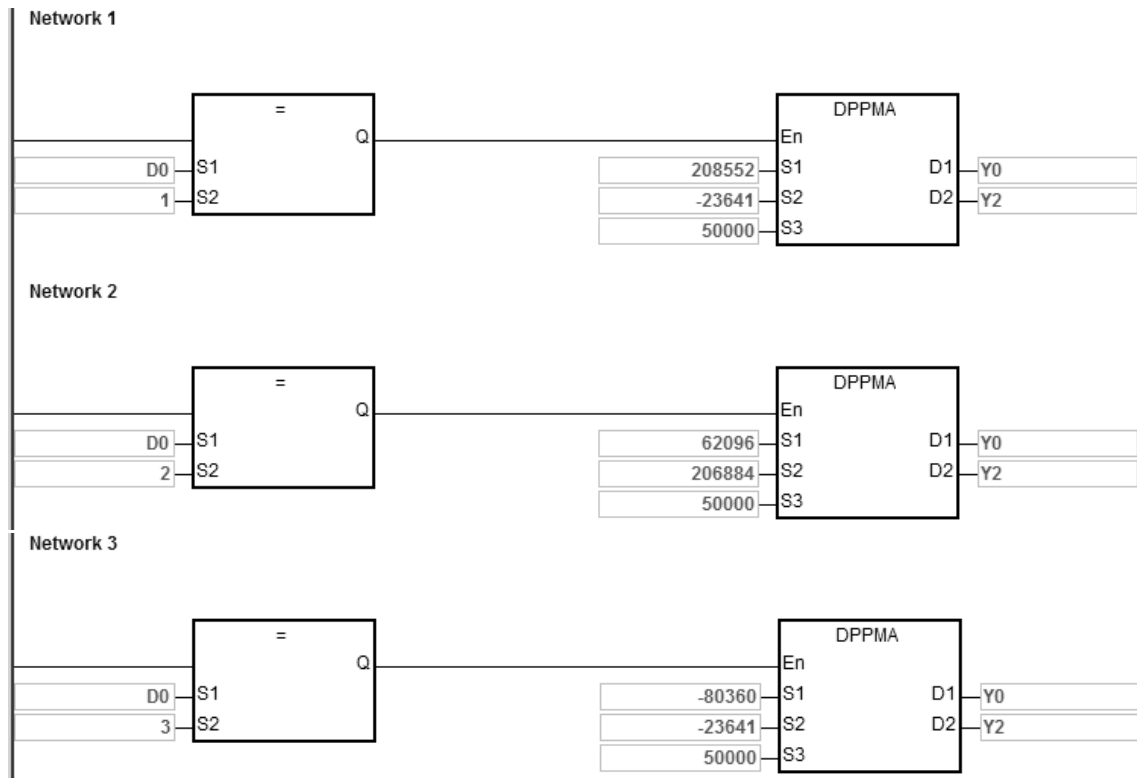 Network 1
= DPPMA
Q En
D0 S1 208552 S1 D1 Y0
1 S2 -23641 S2 D2 Y2
50000 S3
Network 2
= DPPMA
Q En
D0 S1 62096 S1 D1 Y0
2 S2 206884 S2 D2 Y2
50000 S3
Network 3
= DPPMA
Q En
D0 S1 -80360 S1 D1 Y0
3 S2 -23641 S2 D2 Y2
50000 S3